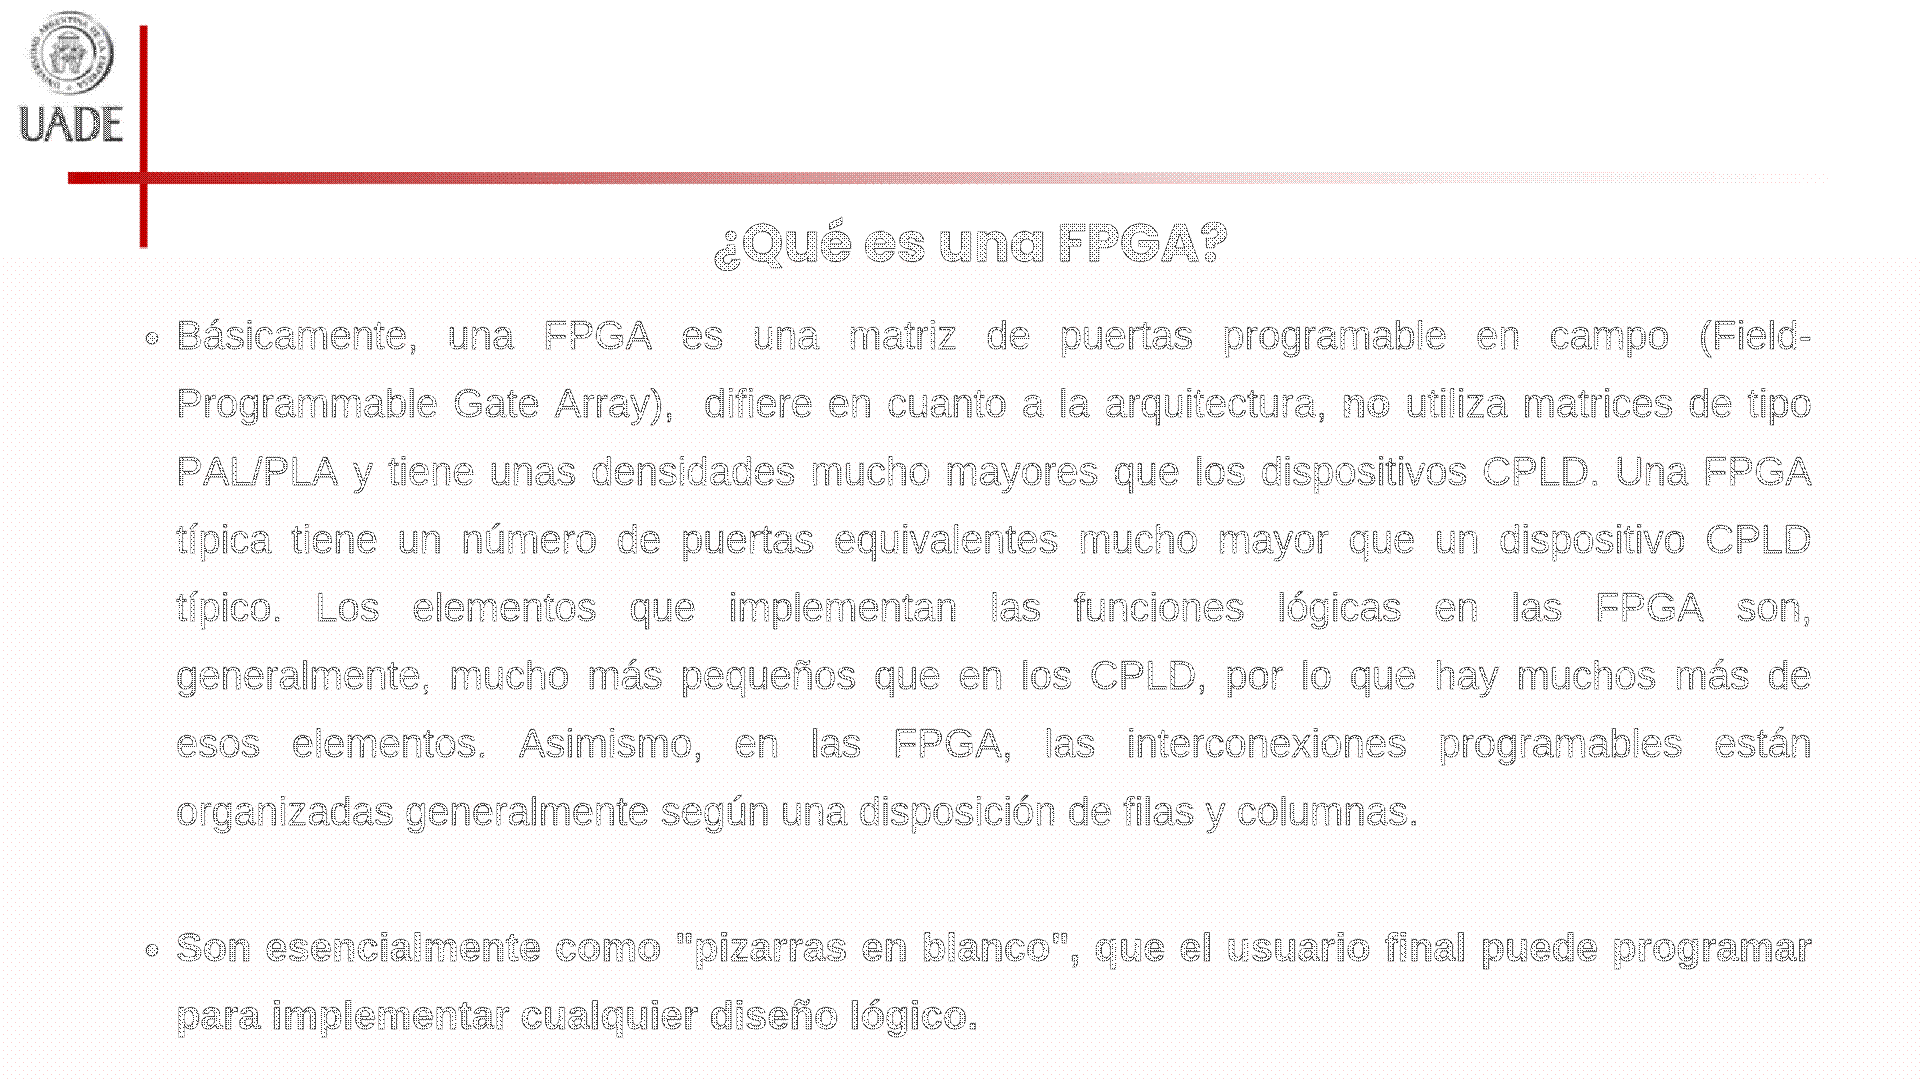 UADE
¿Qué es una FPGA?
• Básicamente, una FPGA es una matriz de puertas programable en campo (Field-
Programmable Gate Array), difiere en cuanto a la arquitectura, no utiliza matrices de tipo
PAL/PLA y tiene unas densidades mucho mayores que los dispositivos CPLD. Una FPGA
típica tiene un número de puertas equivalentes mucho mayor que un dispositivo CPLD
típico. Los elementos que implementan las funciones lógicas en las FPGA son,
generalmente, mucho más pequeños que en los CPLD, por lo que hay muchos más de
esos elementos. Asimismo, en las FPGA, las interconexiones programables están
organizadas generalmente según una disposición de filas y columnas.
• Son esencialmente como "pizarras en blanco", que el usuario final puede programar
para implementar cualquier diseño lógico.